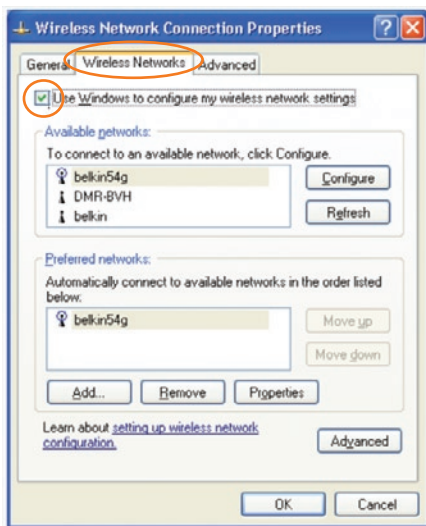 Wireless Network Connection Properties
General Wireless Networks Advanced
Use Windows to configure my wireless network settings
Available networks:
To connect to an available network, click Configure.
belkin54g
Configure
DMR-BVH
belkin
Refresh
Preferred networks:
Automatically connect to available networks in the order listed
below:
belkin54g
Move up
Move down
Add... Remove Properties
Learn about setting up wireless network
configuration.
Advanced
OK Cancel